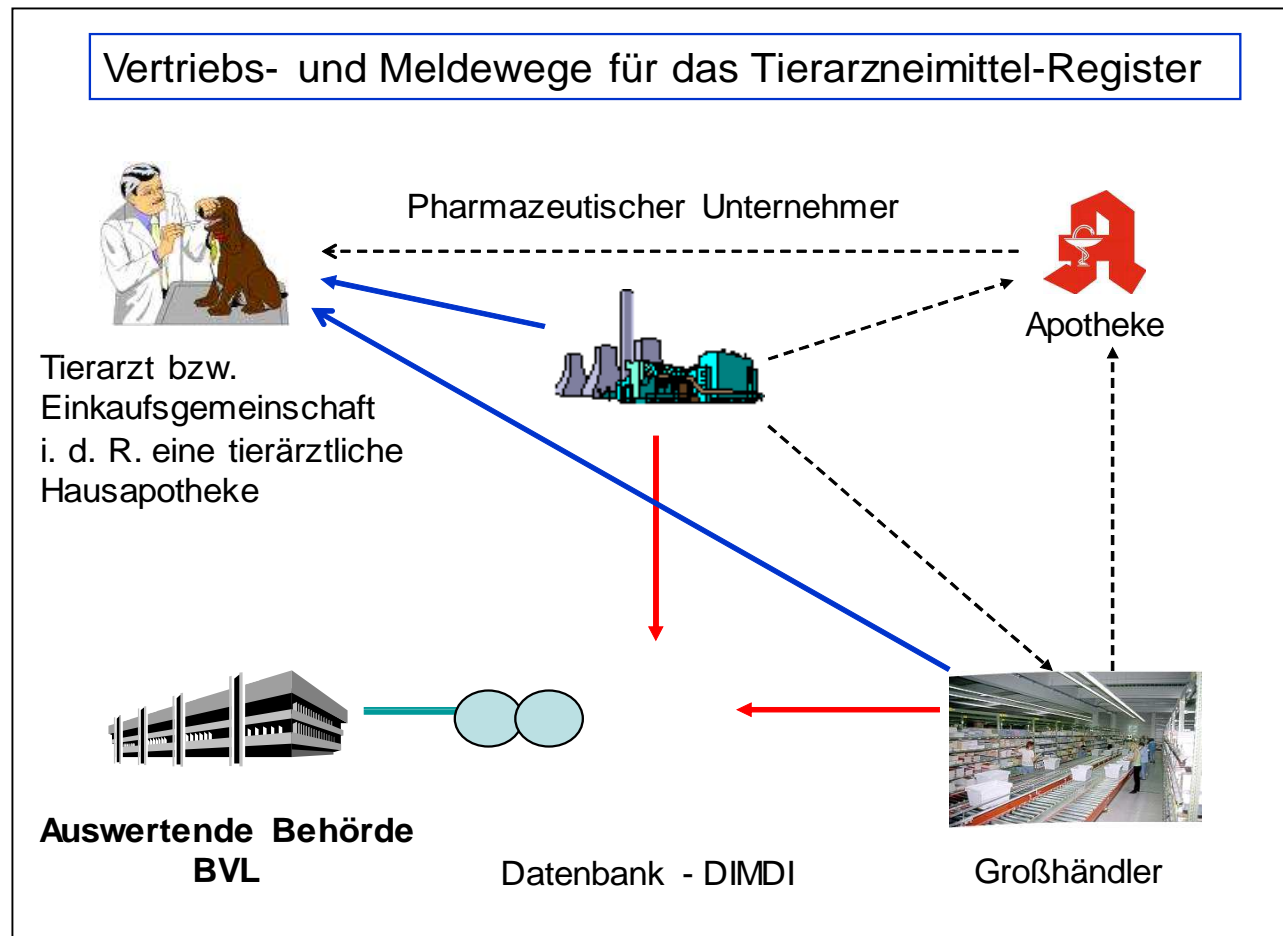 Vertriebs- und Meldewege für das Tierarzneimittel-Register
Pharmazeutischer Unternehmer
Apotheke
Tierarzt bzw.
Einkaufsgemeinschaft
i. d. R. eine tierärztliche
Hausapotheke
Auswertende Behörde
BVL
Datenbank - DIMDI
Großhändler